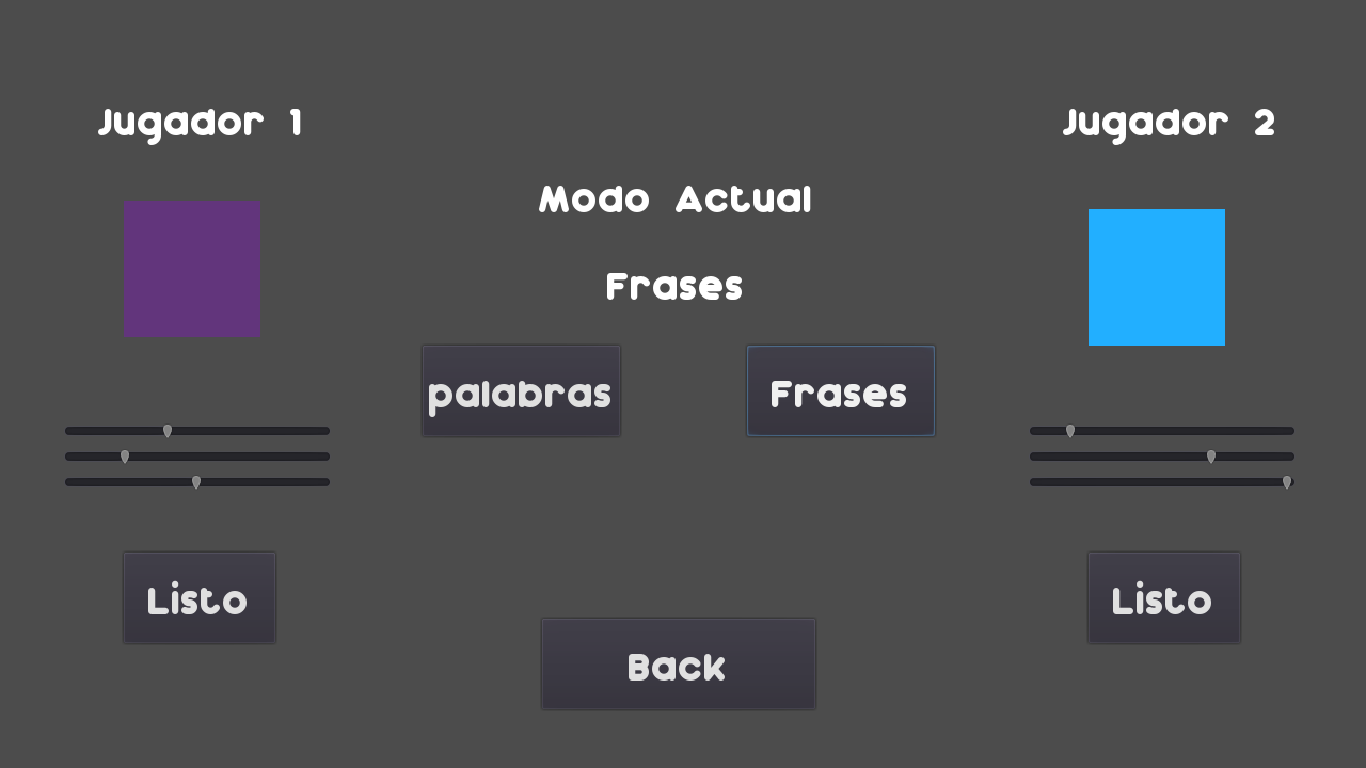 Jugador 1
Jugador 2
Modo Actual
Frases
palabras
Frases
Listo
Listo
Back